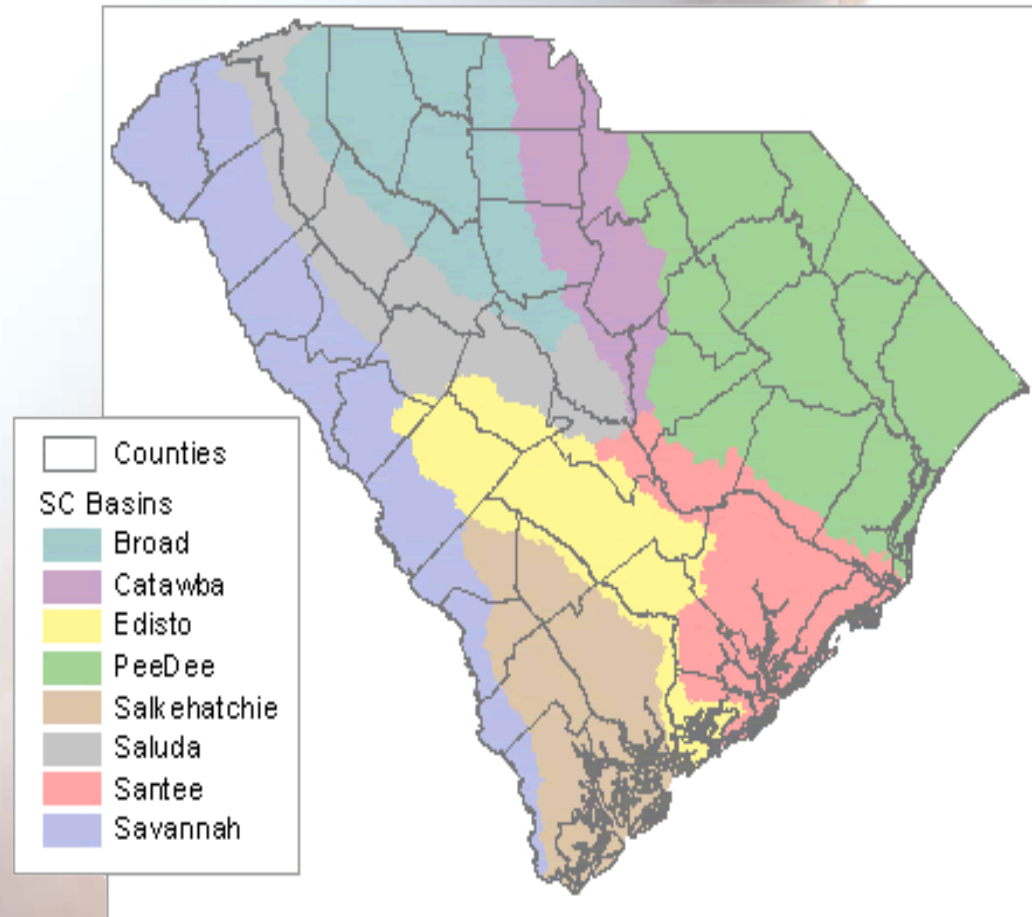 Counties
SC Basins
Broad
Catawba
Edisto
PeeDee
Salkehatchie
Saluda
Santee
Savannah